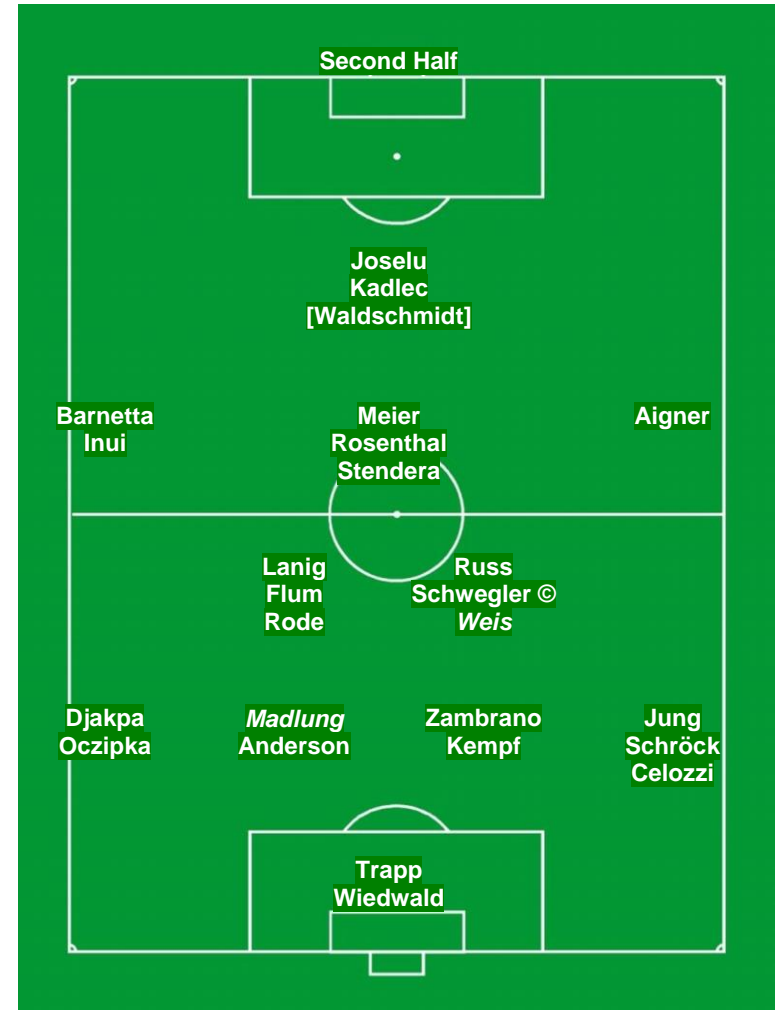 Second Half
Joselu
Kadlec
[Waldschmidt]
Barnetta
Inui
Meier
Rosenthal
Stendera
Aigner
Lanig
Flum
Rode
Russ
Schwegler ©
Weis
Djakpa
Oczipka
Madlung
Anderson
Zambrano
Kempf
Jung
Schröck
Celozzi
Trapp
Wiedwald